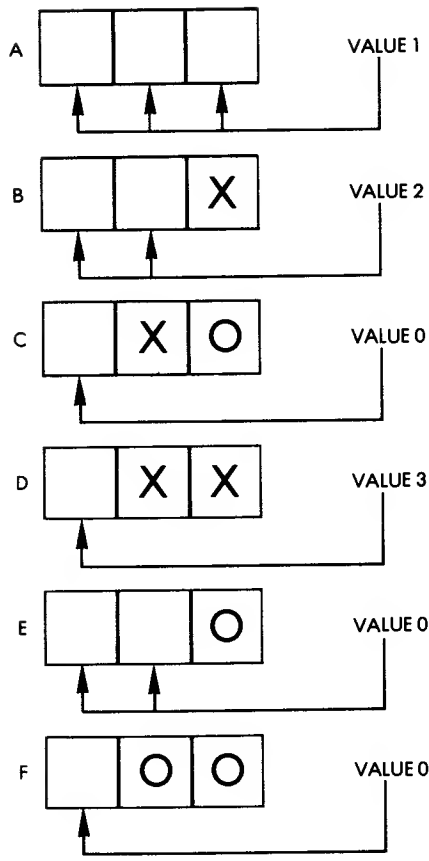 A VALUE 1
B X VALUE 2
C X O VALUE 0
D X X VALUE 3
E O VALUE 0
F O O VALUE 0